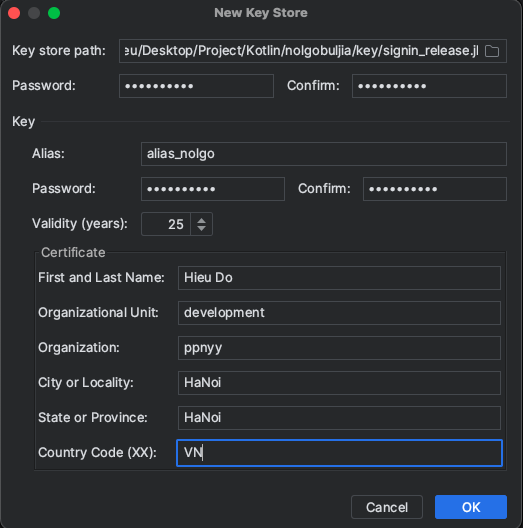 New Key Store
Key store path: eu/Desktop/Project/Kotlin/nolgobuljia/key/signin_release.jl
Password: •••••••••• Confirm: ••••••••••
Key
Alias: alias_nolgo
Password: •••••••••• Confirm: ••••••••••
Validity (years): 25
Certificate
First and Last Name: Hieu Do
Organizational Unit: development
Organization: ppnyy
City or Locality: HaNoi
State or Province: HaNoi
Country Code (XX): VN
Cancel OK